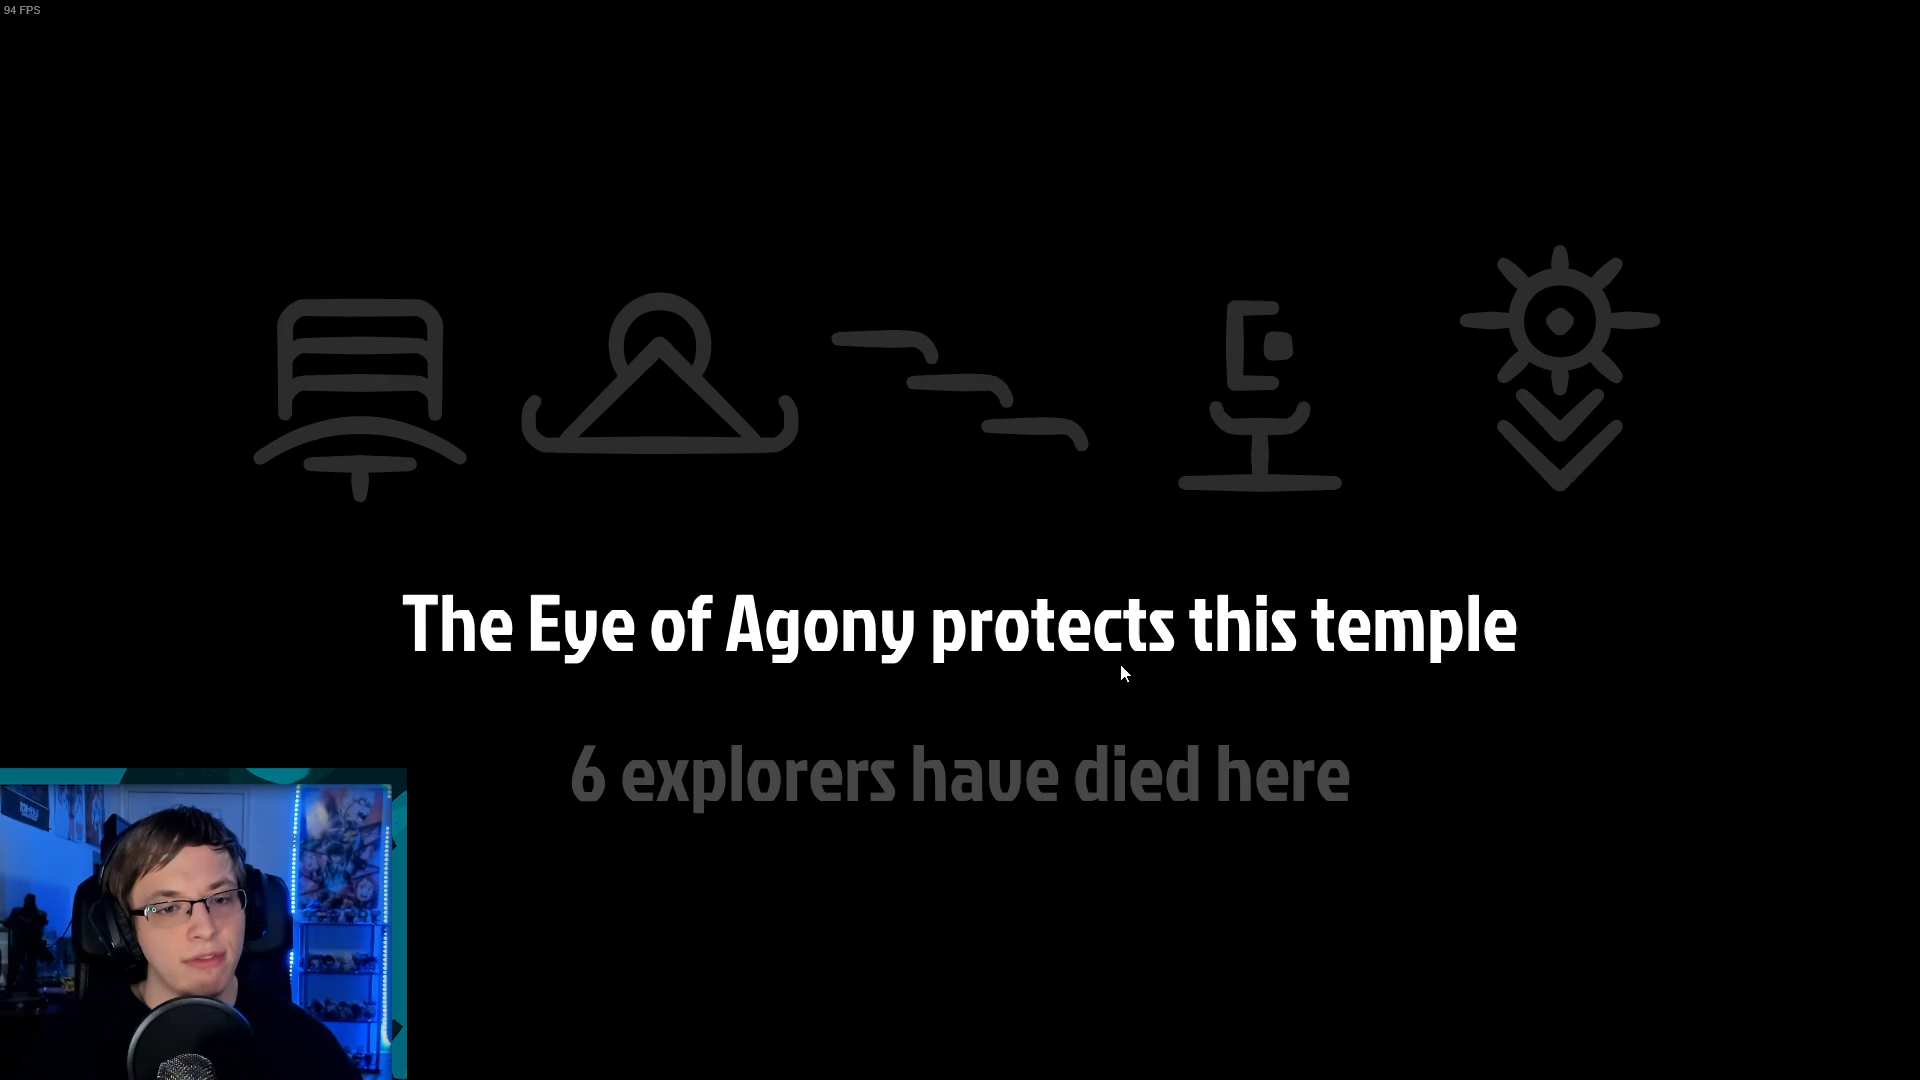 94 FPS
The Eye of Agony protects this temple
6 explorers have died here